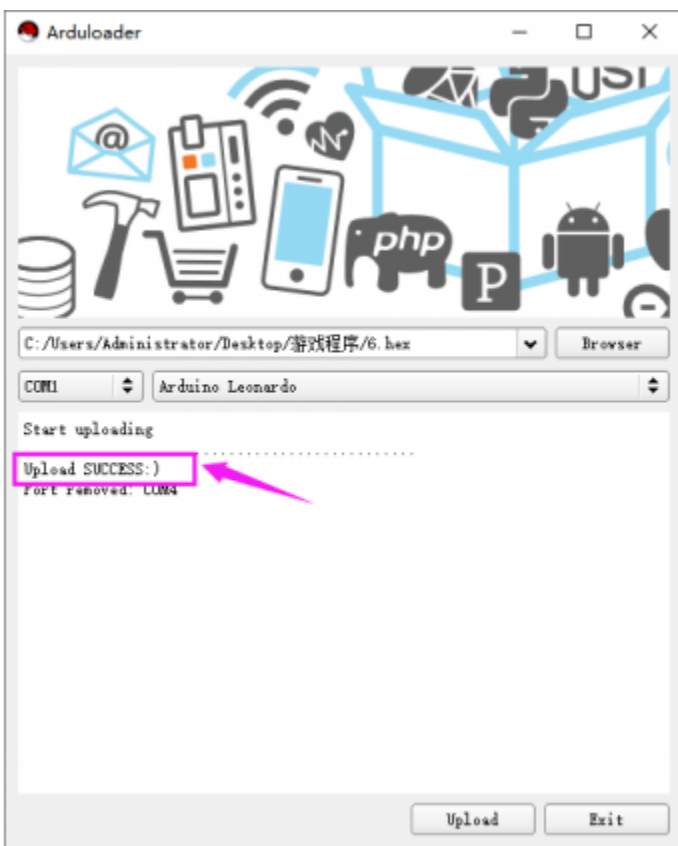 Arduloader
@
USI
php
P
C:/Users/Administrator/Desktop/游戏程序/6.hex
Browser
COM1
Arduino Leonardo
Start uploading
........................................
Upload SUCCESS:)
Port removed: COM4
Upload
Exit